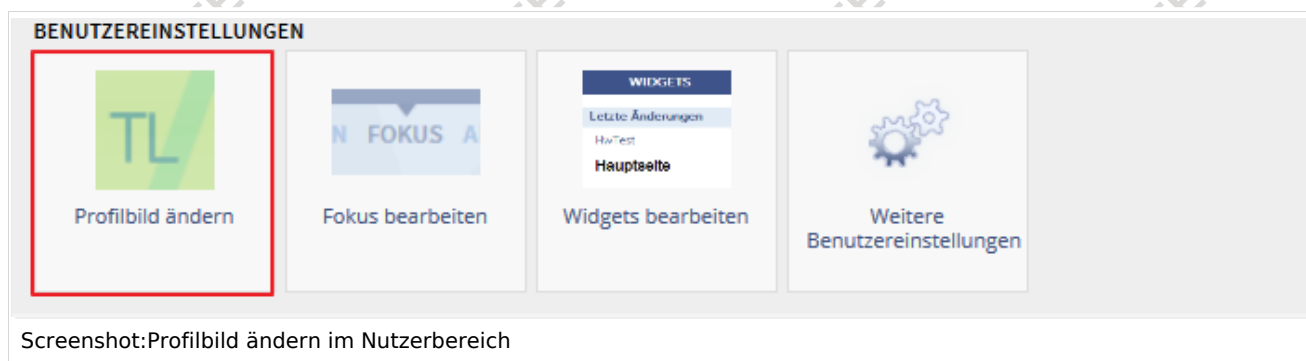 BENUTZEREINSTELLUNGEN
TL
N FOKUS A
WIDGETS
Letzte Änderungen
HwTest
Hauptseite
Profilbild ändern
Fokus bearbeiten
Widgets bearbeiten
Weitere
Benutzereinstellungen
Screenshot:Profilbild ändern im Nutzerbereich